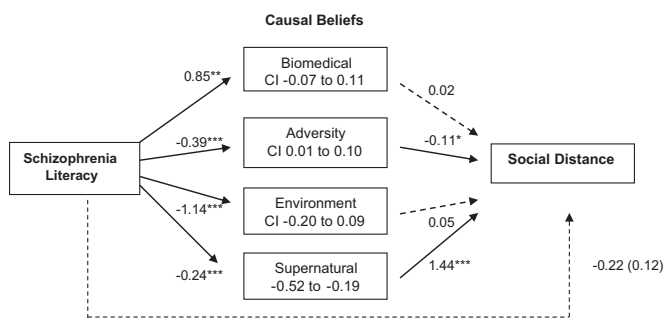 Causal Beliefs
Biomedical
CI -0.07 to 0.11
0.85**
0.02
Adversity
CI 0.01 to 0.10
-0.39***
-0.11*
Schizophrenia
Literacy
Social Distance
Environment
CI -0.20 to 0.09
-1.14***
0.05
Supernatural
-0.52 to -0.19
-0.24***
1.44***
-0.22 (0.12)